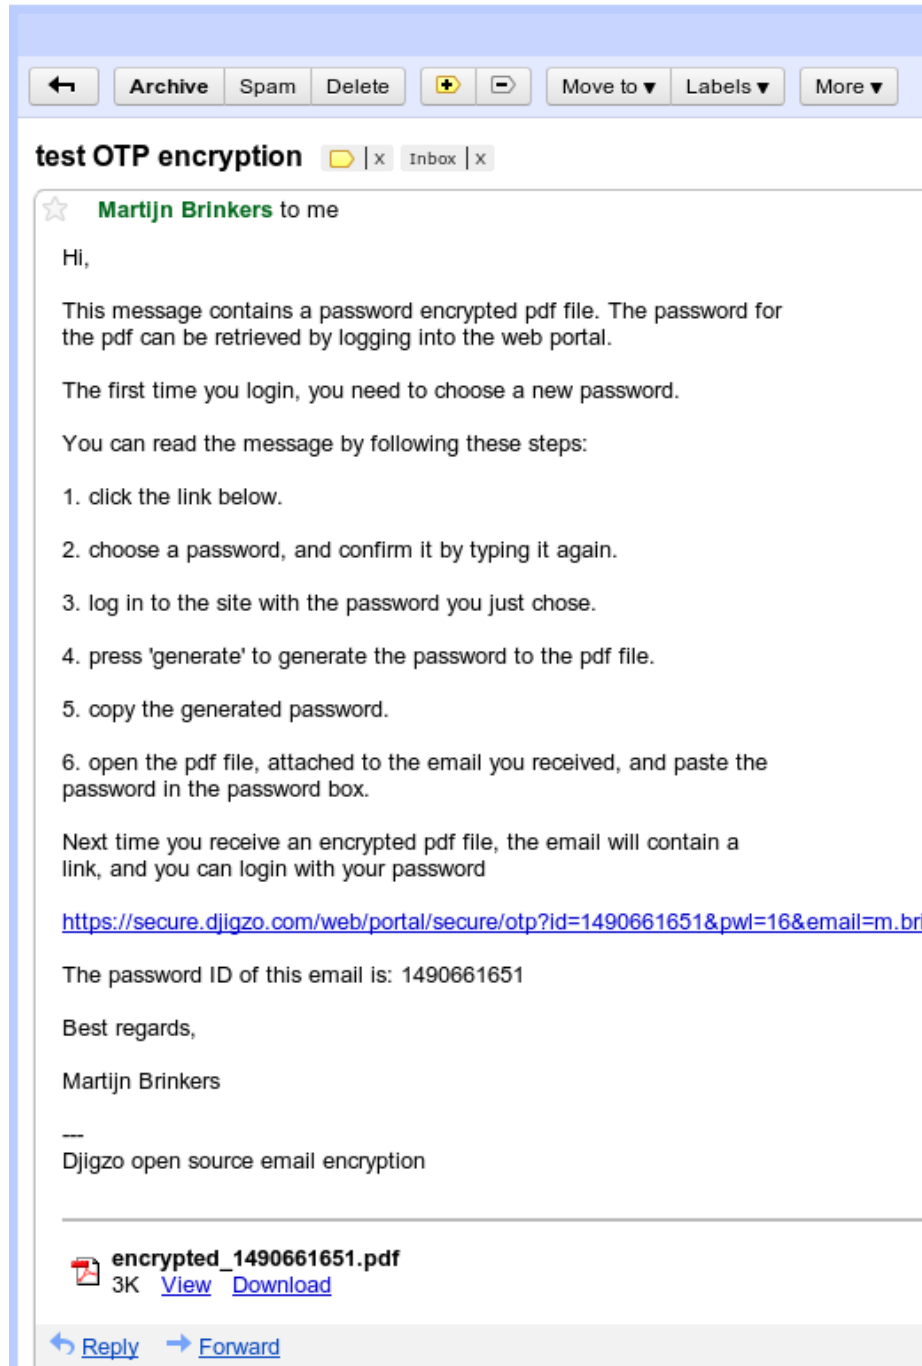 Archive Spam Delete Move to ▼ Labels ▼ More ▼
test OTP encryption x Inbox x
Martijn Brinkers to me
Hi,
This message contains a password encrypted pdf file. The password for
the pdf can be retrieved by logging into the web portal.
The first time you login, you need to choose a new password.
You can read the message by following these steps:
1. click the link below.
2. choose a password, and confirm it by typing it again.
3. log in to the site with the password you just chose.
4. press 'generate' to generate the password to the pdf file.
5. copy the generated password.
6. open the pdf file, attached to the email you received, and paste the
password in the password box.
Next time you receive an encrypted pdf file, the email will contain a
link, and you can login with your password
https://secure.djigzo.com/web/portal/secure/otp?id=1490661651&pwl=16&email=m.bri
The password ID of this email is: 1490661651
Best regards,
Martijn Brinkers
---
Djigzo open source email encryption
encrypted_1490661651.pdf
3K View Download
Reply Forward